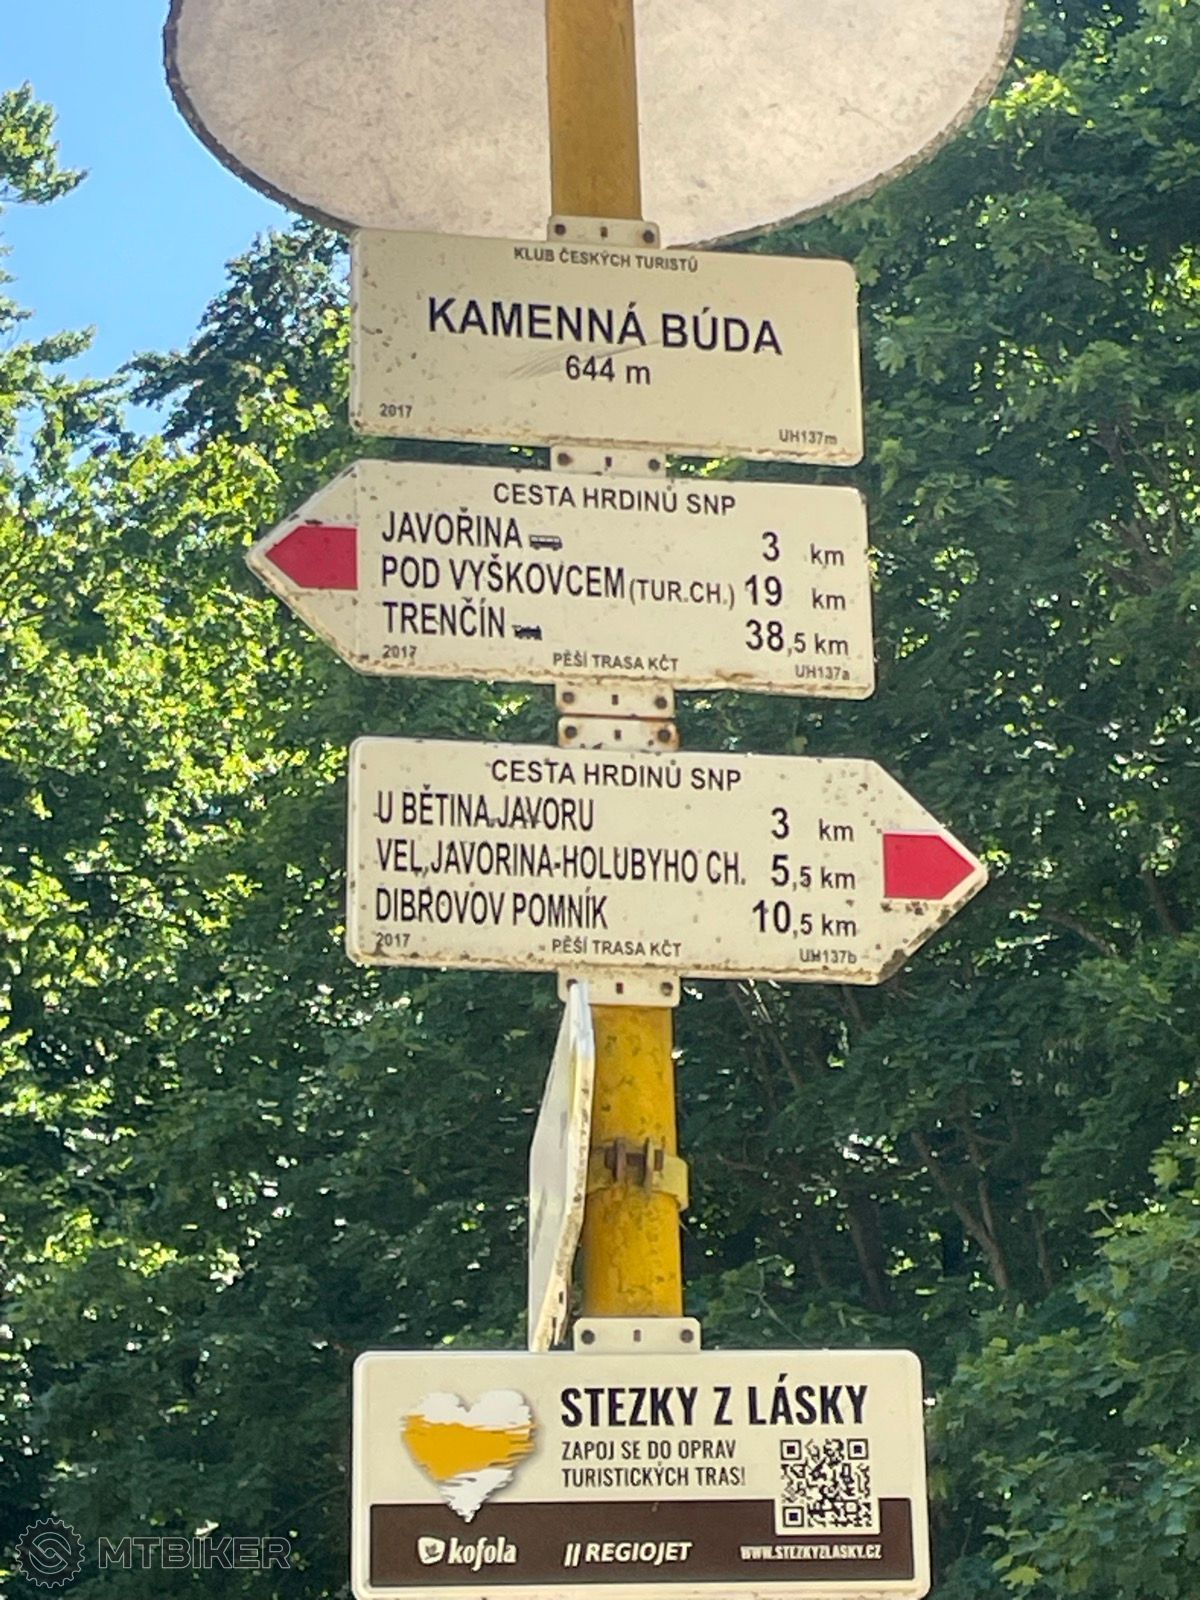 KLUB ČESKÝCH TURISTŮ
KAMENNÁ BÚDA
644 m
2017 UH137m
CESTA HRDINŮ SNP
JAVOŘINA 3 km
POD VYŠKOVCEM (TUR.CH.) 19 km
TRENČÍN 38,5 km
2017 PĚŠÍ TRASA KČT UH137a
CESTA HRDINŮ SNP
U BĚTINA JAVORU 3 km
VEL,JAVORINA-HOLUBYHO CH. 5,5 km
DIBROVOV POMNÍK 10,5 km
2017 PĚŠÍ TRASA KČT UH137b
STEZKY Z LÁSKY
ZAPOJ SE DO OPRAV
TURISTICKÝCH TRAS!
kofola REGIOJET WWW.STEZKYZLASKY.CZ
MTBIKER